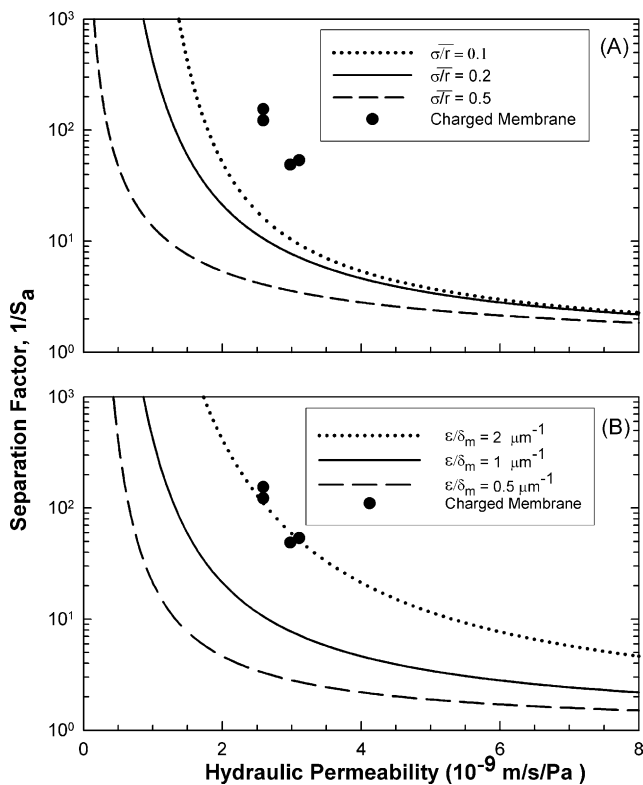 10³
10²
10¹
10⁰
(A)
σ/r̅ = 0.1
σ/r̅ = 0.2
σ/r̅ = 0.5
Charged Membrane
Separation Factor, 1/Sₐ
10³
10²
10¹
10⁰
(B)
ε/δₘ = 2 μm⁻¹
ε/δₘ = 1 μm⁻¹
ε/δₘ = 0.5 μm⁻¹
Charged Membrane
0 2 4 6 8
Hydraulic Permeability (10⁻⁹ m/s/Pa )